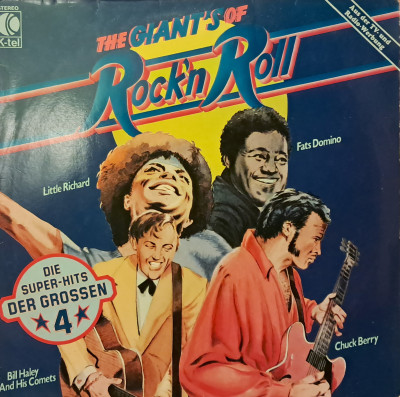 STEREO
K-tel
THE GIANT'S OF
Rock'n Roll
Aus der TV- und
Radio-Werbung
Fats Domino
Little Richard
DIE
SUPER-HITS
DER GROSSEN
4
Chuck Berry
Bill Haley
And His Comets